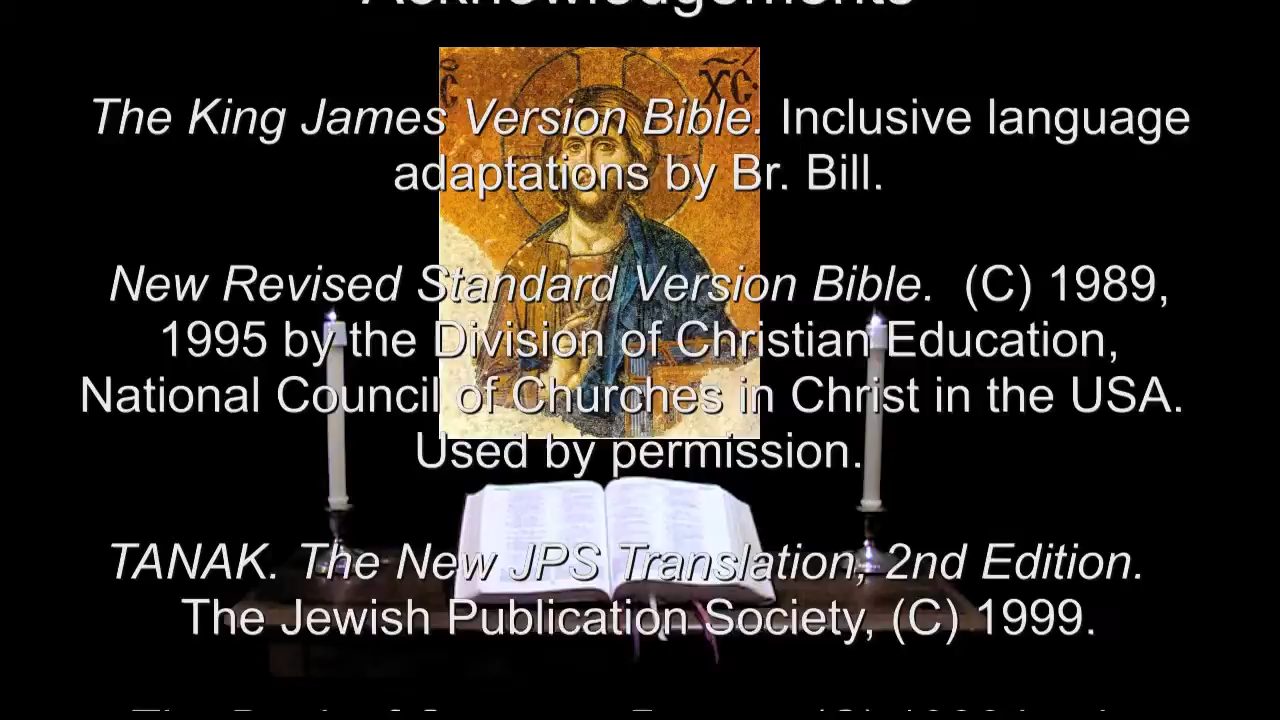 Acknowledgements
The King James Version Bible. Inclusive language
adaptations by Br. Bill.
New Revised Standard Version Bible. (C) 1989,
1995 by the Division of Christian Education,
National Council of Churches in Christ in the USA.
Used by permission.
TANAK. The New JPS Translation, 2nd Edition.
The Jewish Publication Society, (C) 1999.